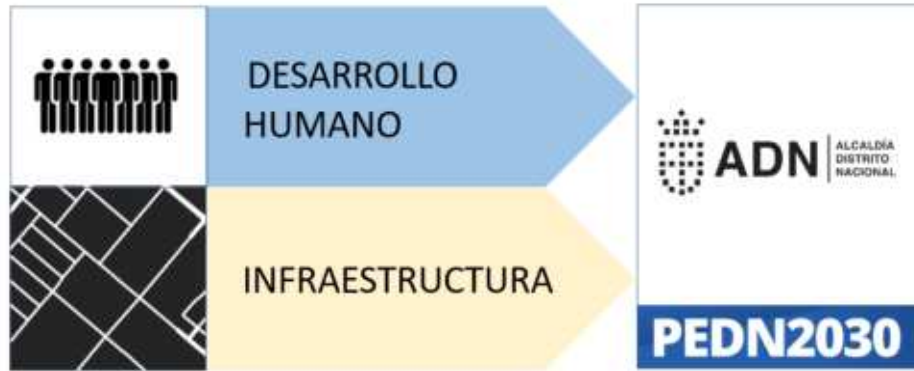 DESARROLLO
HUMANO
INFRAESTRUCTURA
ADN
ALCALDÍA
DISTRITO
NACIONAL
PEDN2030